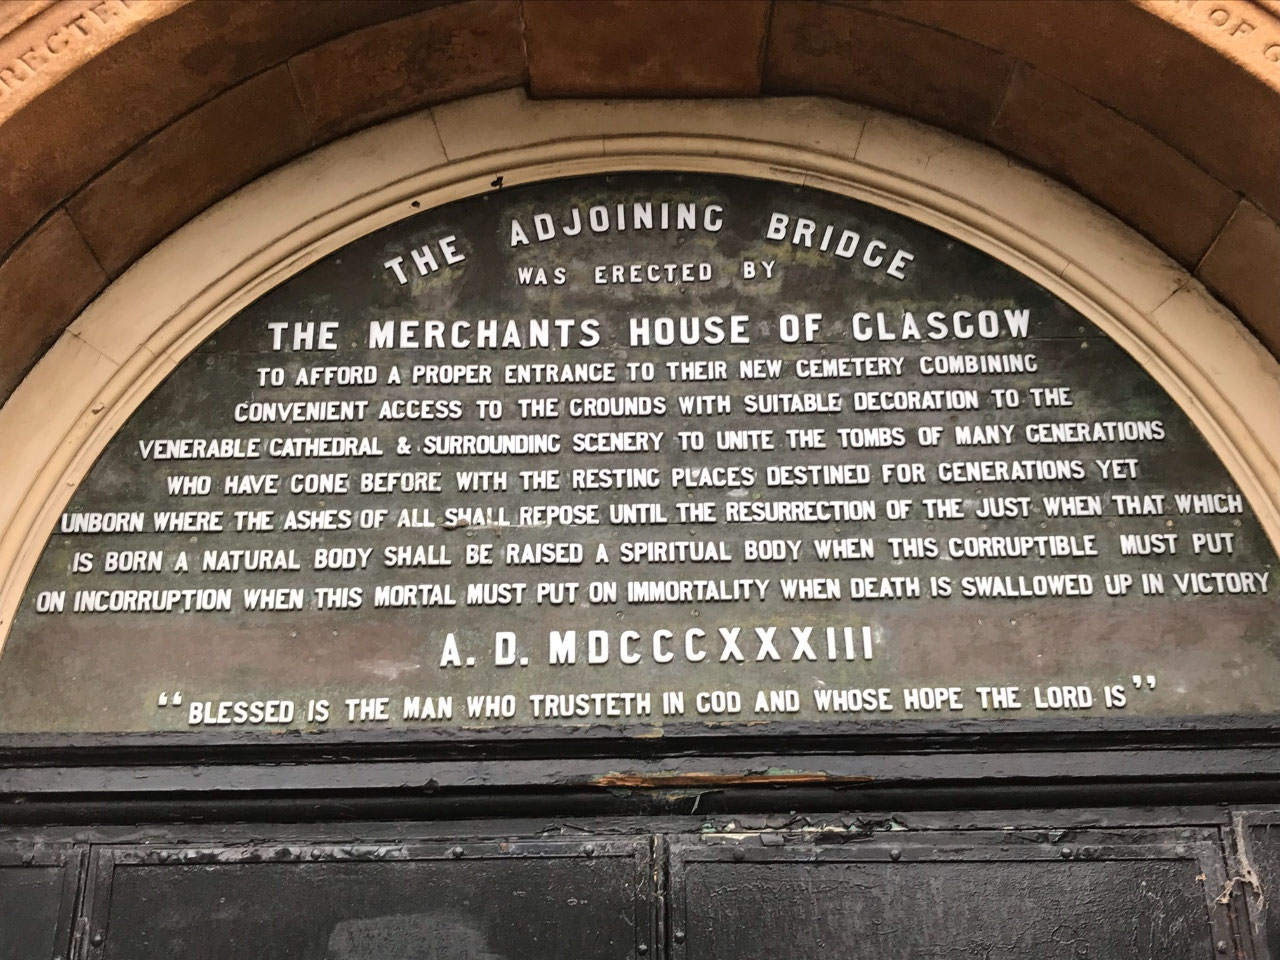 ERECTE
OF G
THE ADJOINING BRIDGE
WAS ERECTED BY
THE MERCHANTS HOUSE OF GLASGOW
TO AFFORD A PROPER ENTRANCE TO THEIR NEW CEMETERY COMBINING
CONVENIENT ACCESS TO THE GROUNDS WITH SUITABLE DECORATION TO THE
VENERABLE CATHEDRAL & SURROUNDING SCENERY TO UNITE THE TOMBS OF MANY GENERATIONS
WHO HAVE GONE BEFORE WITH THE RESTING PLACES DESTINED FOR GENERATIONS YET
UNBORN WHERE THE ASHES OF ALL SHALL REPOSE UNTIL THE RESURRECTION OF THE JUST WHEN THAT WHICH
IS BORN A NATURAL BODY SHALL BE RAISED A SPIRITUAL BODY WHEN THIS CORRUPTIBLE MUST PUT
ON INCORRUPTION WHEN THIS MORTAL MUST PUT ON IMMORTALITY WHEN DEATH IS SWALLOWED UP IN VICTORY
A. D. MDCCCXXXIII
“BLESSED IS THE MAN WHO TRUSTETH IN GOD AND WHOSE HOPE THE LORD IS”